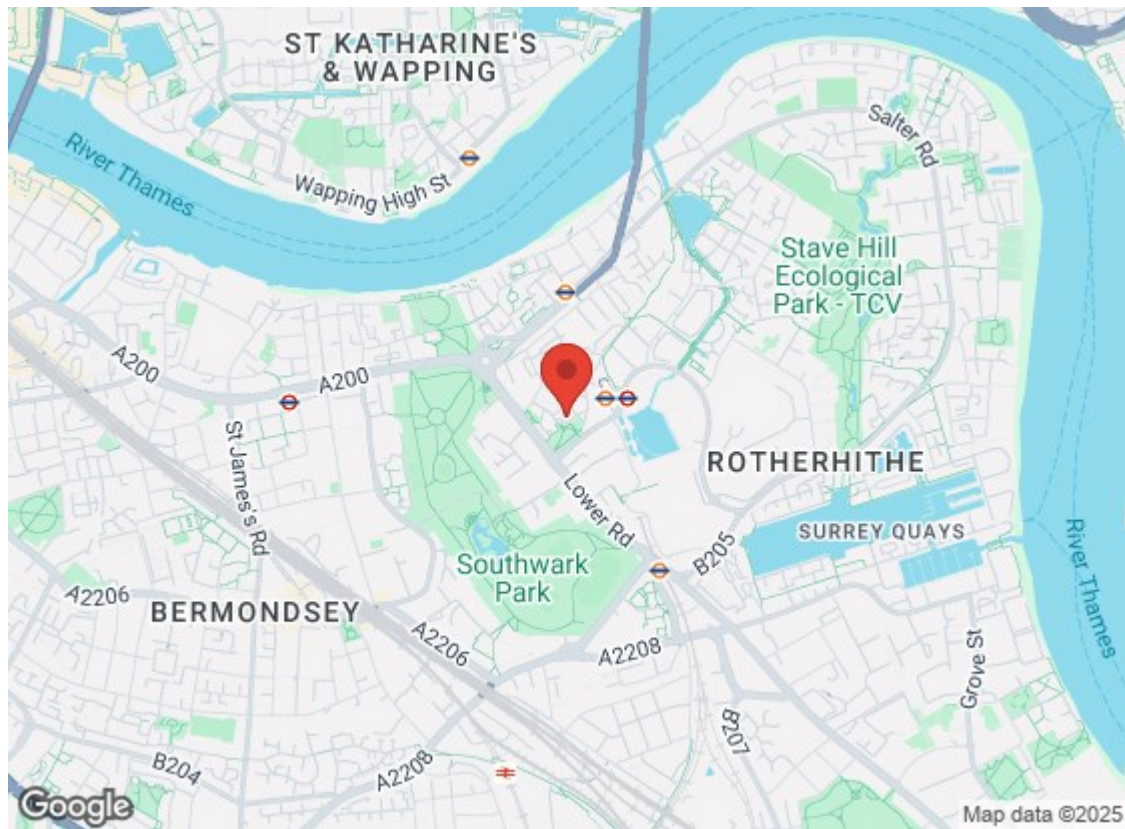 ST KATHARINE'S
& WAPPING
River Thames
Wapping High St
Salter Rd
Stave Hill
Ecological
Park - TCV
A200
A200
St James's Rd
ROTHERHITHE
Lower Rd
SURREY QUAYS
B205
River Thames
Southwark
Park
A2206
BERMONDSEY
A2206
A2208
Grove St
B207
B204
A2208
Google
Map data ©2025